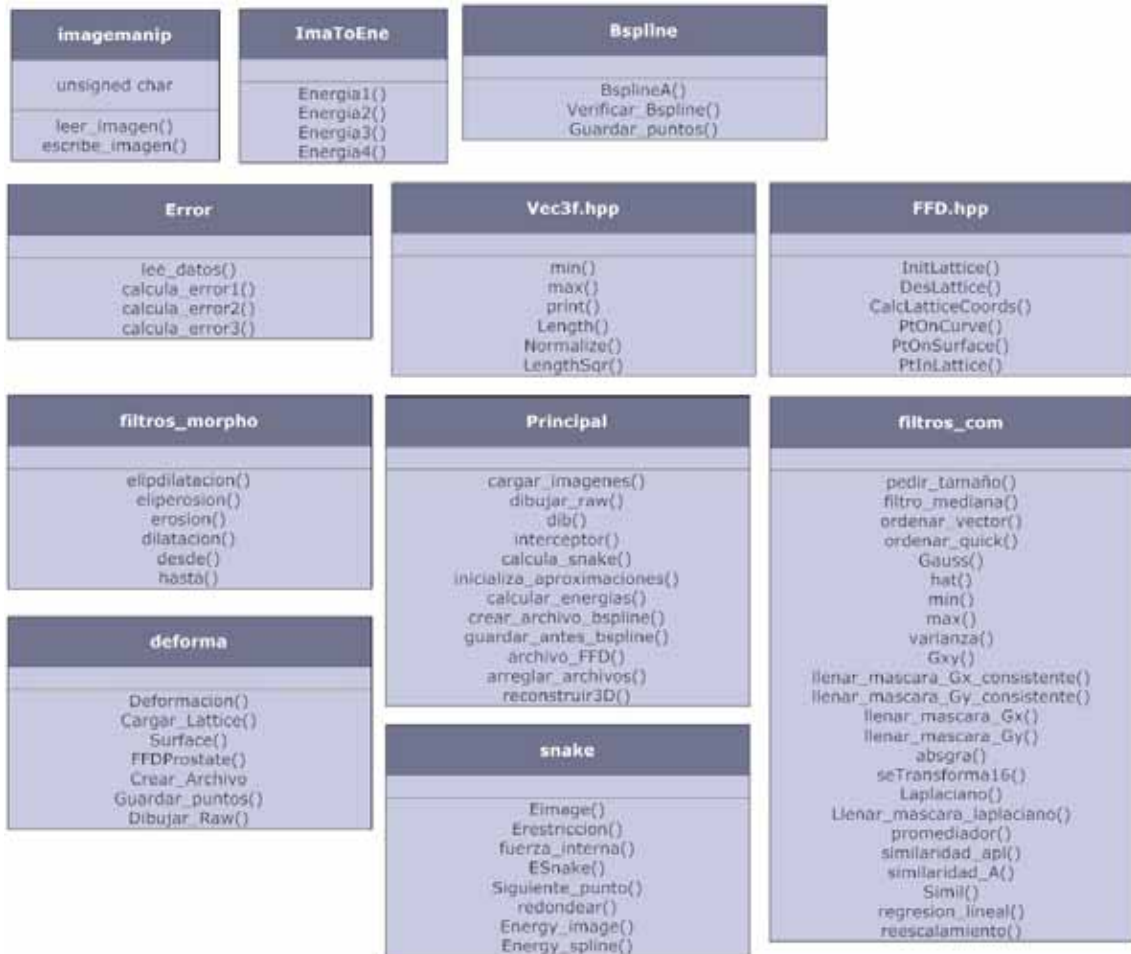 imagemanip
unsigned char
leer_imagen()
escribe_imagen()
ImaToEne
Energia1()
Energia2()
Energia3()
Energia4()
Bspline
BsplineA()
Verificar_Bspline()
Guardar_puntos()
Error
lee_datos()
calcula_error1()
calcula_error2()
calcula_error3()
Vec3f.hpp
min()
max()
print()
Length()
Normalize()
LengthSqr()
FFD.hpp
InitLattice()
DesLattice()
CalcLatticeCoords()
PtOnCurve()
PtOnSurface()
PtInLattice()
filtros_morpho
elipdilatacion()
eliperosion()
erosion()
dilatacion()
desde()
hasta()
Principal
cargar_imagenes()
dibujar_raw()
dib()
interceptor()
calcula_snake()
inicializa_aproximaciones()
calcular_energias()
crear_archivo_bspline()
guardar_antes_bspline()
archivo_FFD()
arreglar_archivos()
reconstruir3D()
filtros_com
pedir_tamaño()
filtro_mediana()
ordenar_vector()
ordenar_quick()
Gauss()
hat()
min()
max()
varianza()
Gxy()
llenar_mascara_Gx_consistente()
llenar_mascara_Gy_consistente()
llenar_mascara_Gx()
llenar_mascara_Gy()
absgra()
seTransforma16()
Laplaciano()
Llenar_mascara_laplaciano()
promediador()
similaridad_apl()
similaridad_A()
Simil()
regresion_lineal()
reescalamiento()
deforma
Deformacion()
Cargar_Lattice()
Surface()
FFDProstate()
Crear_Archivo
Guardar_puntos()
Dibujar_Raw()
snake
Eimage()
Erestriccion()
fuerza_interna()
ESnake()
Siguiente_punto()
redondear()
Energy_image()
Energy_spline()